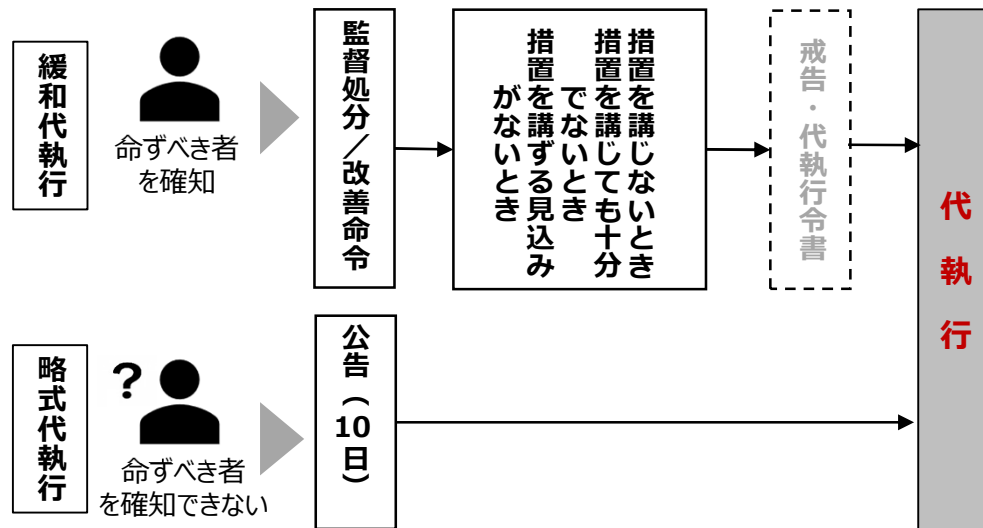 緩和代執行
命ずべき者
を確知
監督処分／改善命令
措置を講じないとき
措置を講じても十分
でないとき
措置を講ずる見込み
がないとき
戒告・代執行令書
代執行
略式代執行
?
命ずべき者
を確知できない
公告（10日）